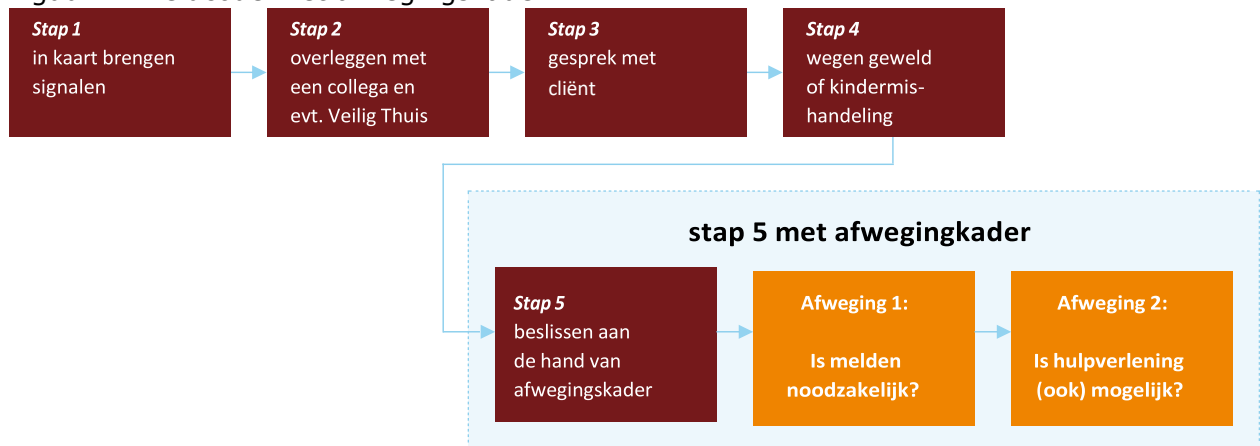 Stap 1
in kaart brengen
signalen
Stap 2
overleggen met
een collega en
evt. Veilig Thuis
Stap 3
gesprek met
cliënt
Stap 4
wegen geweld
of kindermis-
handeling
stap 5 met afwegingkader
Stap 5
beslissen aan
de hand van
afwegingskader
Afweging 1:
Is melden
noodzakelijk?
Afweging 2:
Is hulpverlening
(ook) mogelijk?